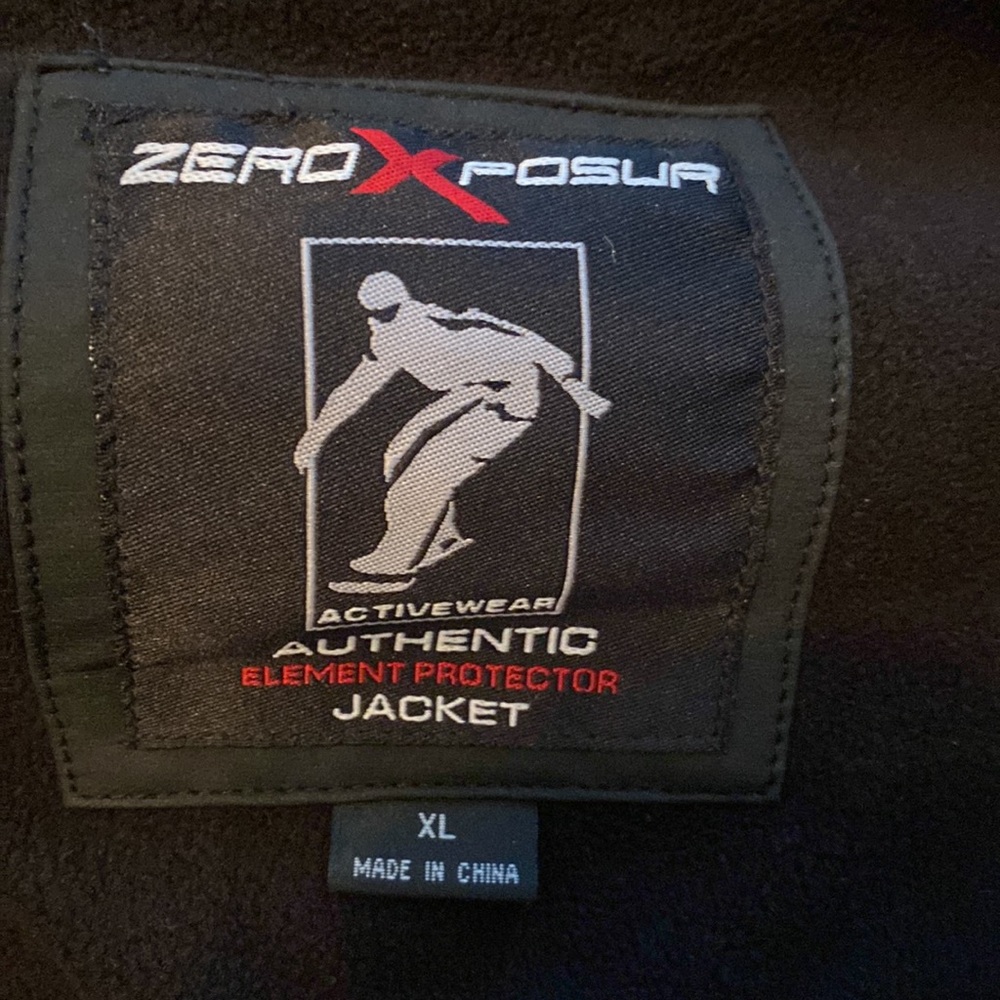 ZEROXPOSUR
ACTIVEWEAR
AUTHENTIC
ELEMENT PROTECTOR
JACKET
XL
MADE IN CHINA